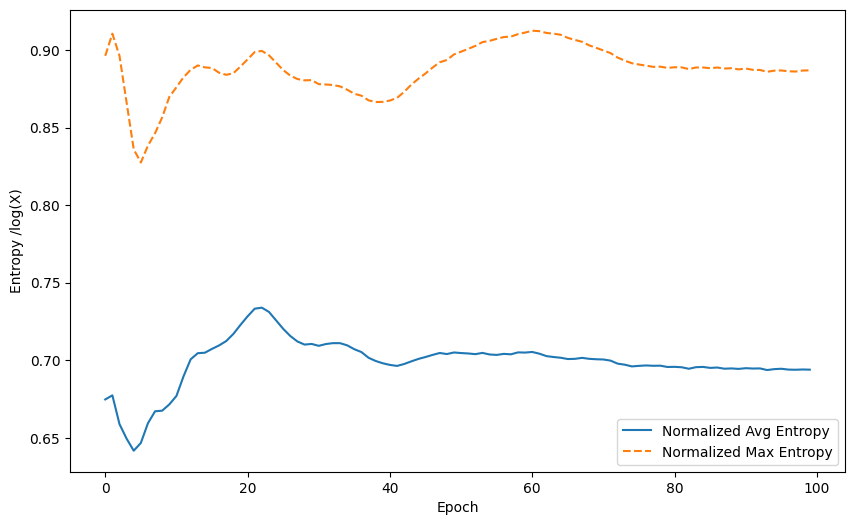 0.90
0.85
0.80
0.75
0.70
0.65
Entropy /log(X)
0 20 40 60 80 100
Epoch
Normalized Avg Entropy
Normalized Max Entropy